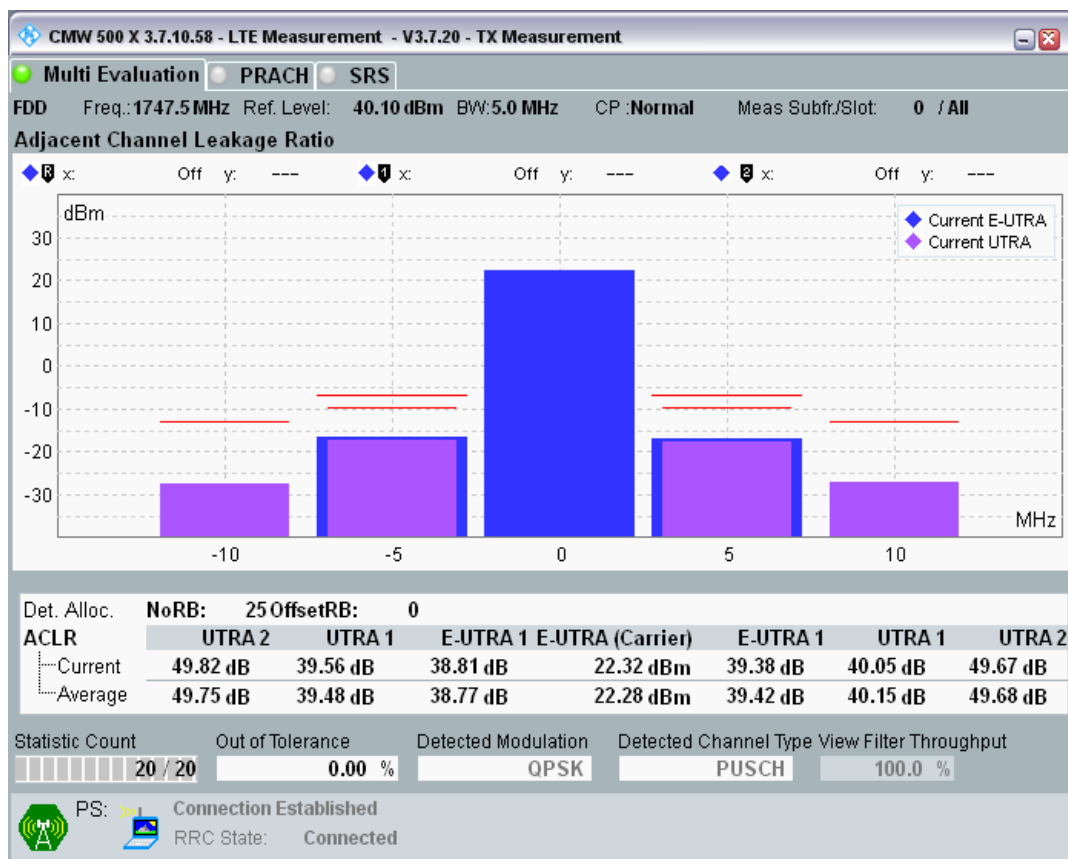 CMW 500 X 3.7.10.58 - LTE Measurement - V3.7.20 - TX Measurement
Multi Evaluation PRACH SRS
FDD Freq.: 1747.5 MHz Ref. Level: 40.10 dBm BW: 5.0 MHz CP : Normal Meas Subfr./Slot: 0 / All
Adjacent Channel Leakage Ratio
R x: Off y: --- 1 x: Off y: --- 2 x: Off y: ---
dBm
Current E-UTRA
Current UTRA
30
20
10
0
-10
-20
-30
MHz
-10 -5 0 5 10
Det. Alloc. NoRB: 25 OffsetRB: 0
ACLR UTRA 2 UTRA 1 E-UTRA 1 E-UTRA (Carrier) E-UTRA 1 UTRA 1 UTRA 2
Current 49.82 dB 39.56 dB 38.81 dB 22.32 dBm 39.38 dB 40.05 dB 49.67 dB
Average 49.75 dB 39.48 dB 38.77 dB 22.28 dBm 39.42 dB 40.15 dB 49.68 dB
Statistic Count Out of Tolerance Detected Modulation Detected Channel Type View Filter Throughput
20 / 20 0.00 % QPSK PUSCH 100.0 %
PS: Connection Established
RRC State: Connected